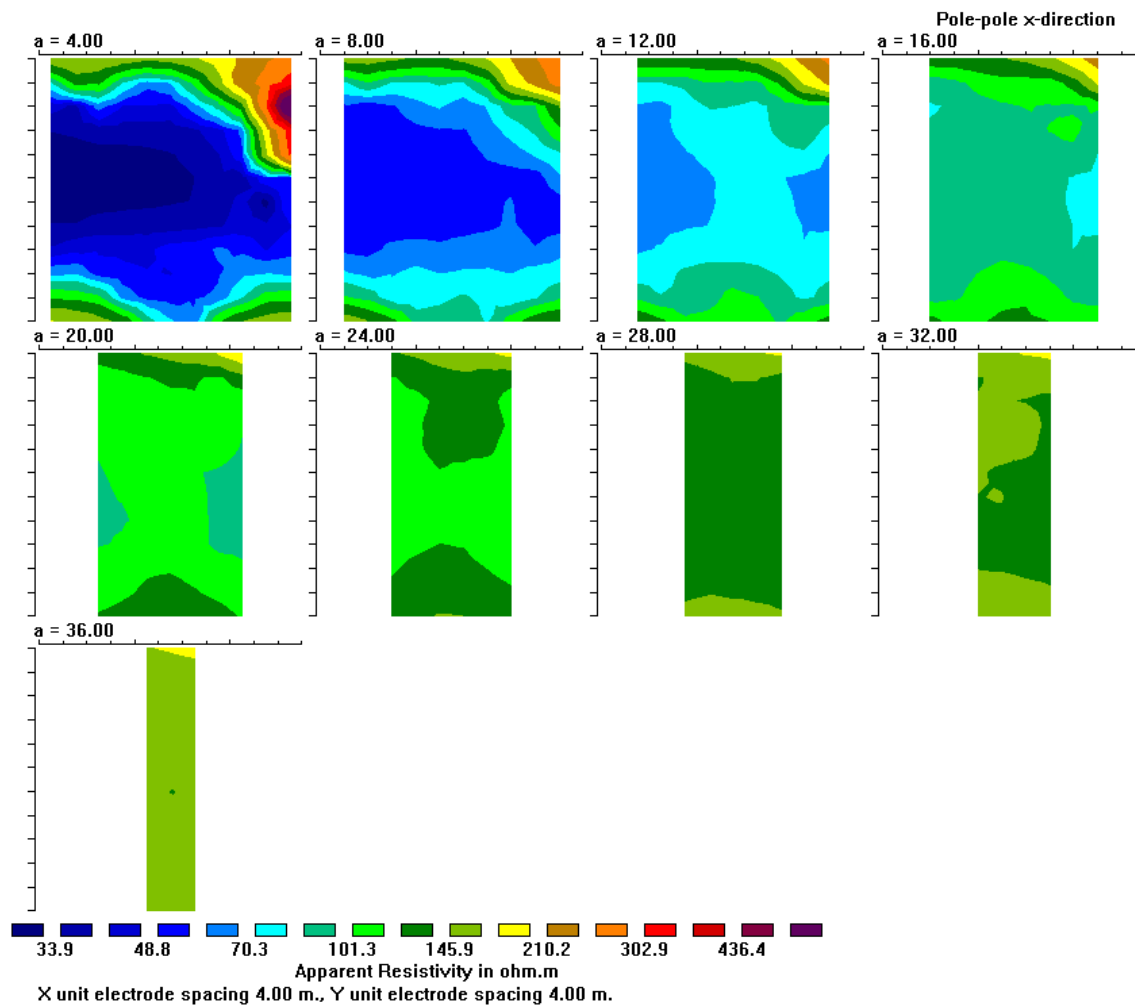 Pole-pole x-direction
a = 4.00 a = 8.00 a = 12.00 a = 16.00
a = 20.00 a = 24.00 a = 28.00 a = 32.00
a = 36.00
33.9 48.8 70.3 101.3 145.9 210.2 302.9 436.4
Apparent Resistivity in ohm.m
X unit electrode spacing 4.00 m., Y unit electrode spacing 4.00 m.